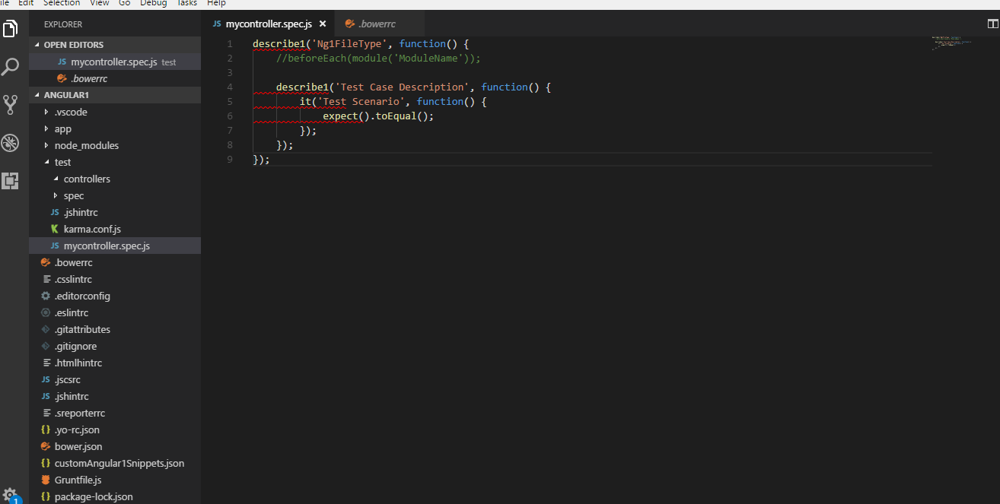 ile Edit Selection View Go Debug Tasks Help
EXPLORER
OPEN EDITORS
JS mycontroller.spec.js test
.bowerrc
ANGULAR1
.vscode
app
node_modules
test
controllers
spec
JS .jshintrc
K karma.conf.js
JS mycontroller.spec.js
.bowerrc
.csslintrc
.editorconfig
.eslintrc
.gitattributes
.gitignore
.htmlhintrc
JS .jscsrc
JS .jshintrc
.sreporterrc
{} .yo-rc.json
bower.json
{} customAngular1Snippets.json
Gruntfile.js
{} package-lock.json
1
JS mycontroller.spec.js × .bowerrc
1 describe1('Ng1FileType', function() {
2 //beforeEach(module('ModuleName'));
3
4 describe1('Test Case Description', function() {
5 it('Test Scenario', function() {
6 expect().toEqual();
7 });
8 });
9 });